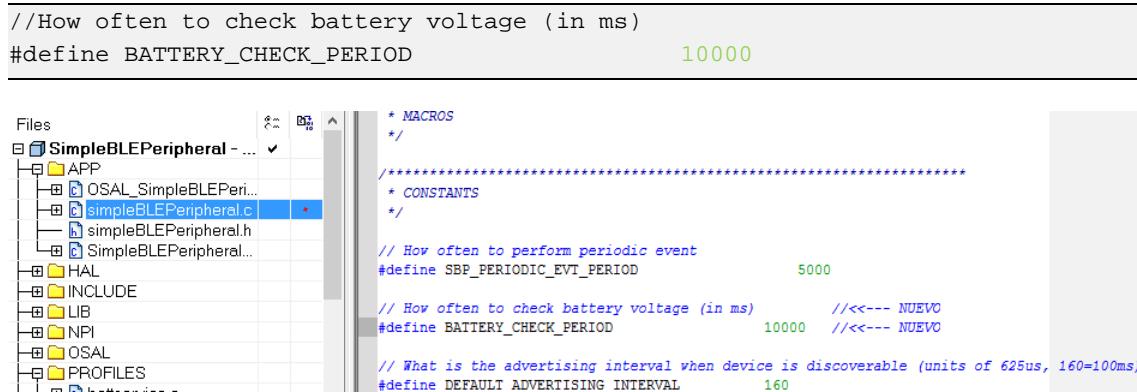 //How often to check battery voltage (in ms)
#define BATTERY_CHECK_PERIOD 10000
Files
SimpleBLEPeripheral - ...
APP
OSAL_SimpleBLEPeri...
simpleBLEPeripheral.c
simpleBLEPeripheral.h
SimpleBLEPeripheral...
HAL
INCLUDE
LIB
NPI
OSAL
PROFILES
* MACROS
*/
/*********************************************************************
* CONSTANTS
*/
// How often to perform periodic event
#define SBP_PERIODIC_EVT_PERIOD 5000
// How often to check battery voltage (in ms) //<<--- NUEVO
#define BATTERY_CHECK_PERIOD 10000 //<<--- NUEVO
// What is the advertising interval when device is discoverable (units of 625us, 160=100ms)
#define DEFAULT_ADVERTISING_INTERVAL 160